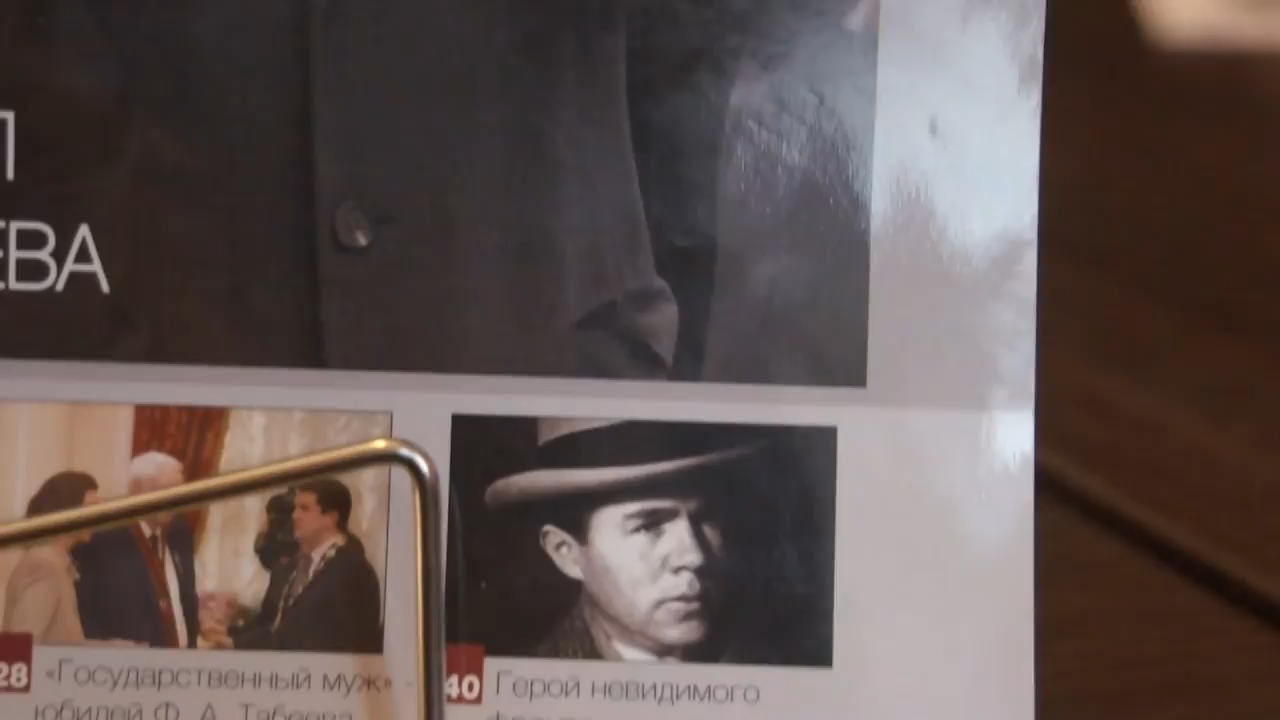 Л
ЕВА
28
«Государственный муж» -
юбилей Ф. А. Табеева
40
Герой невидимого